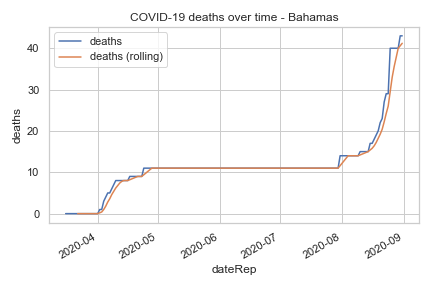 COVID-19 deaths over time - Bahamas
deaths
deaths (rolling)
40
30
20
10
0
deaths
2020-04
2020-05
2020-06
2020-07
2020-08
2020-09
dateRep